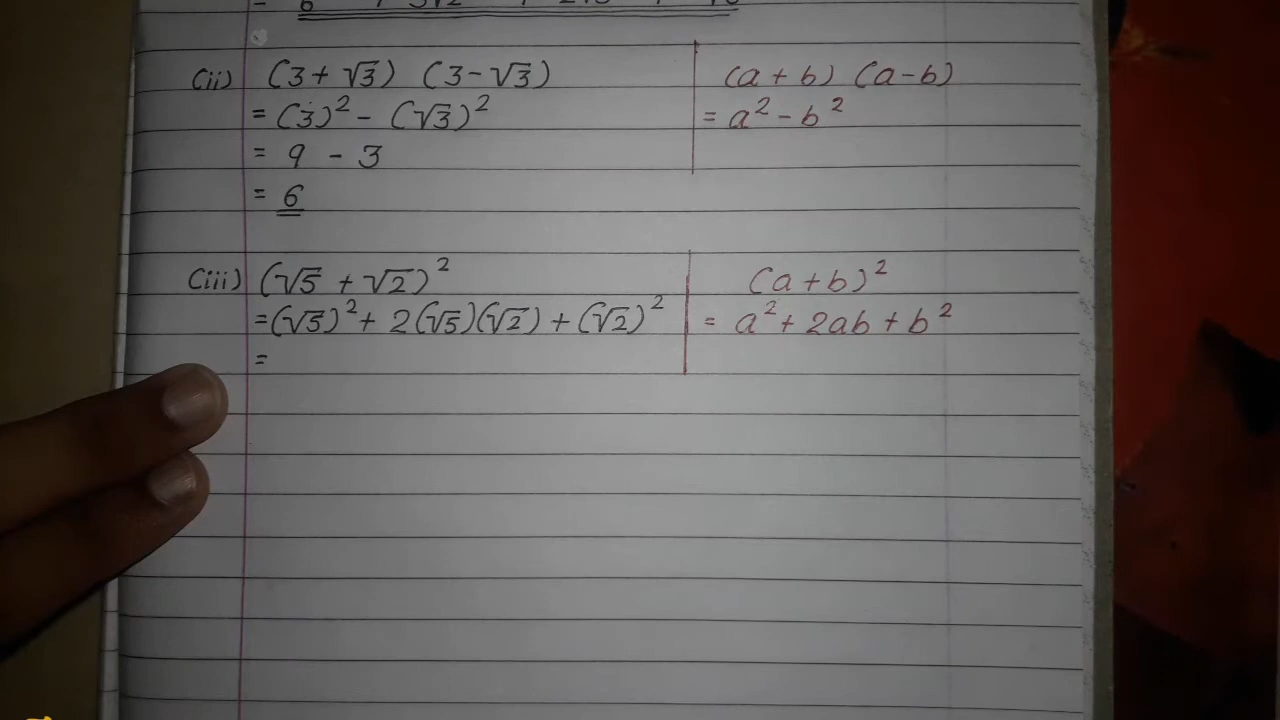 (ii) (3 + √3) (3 - √3)
= (3)² - (√3)²
= 9 - 3
= 6
(a + b) (a - b)
= a² - b²
(iii) (√5 + √2)²
= (√5)² + 2(√5)(√2) + (√2)²
=
(a + b)²
= a² + 2ab + b²